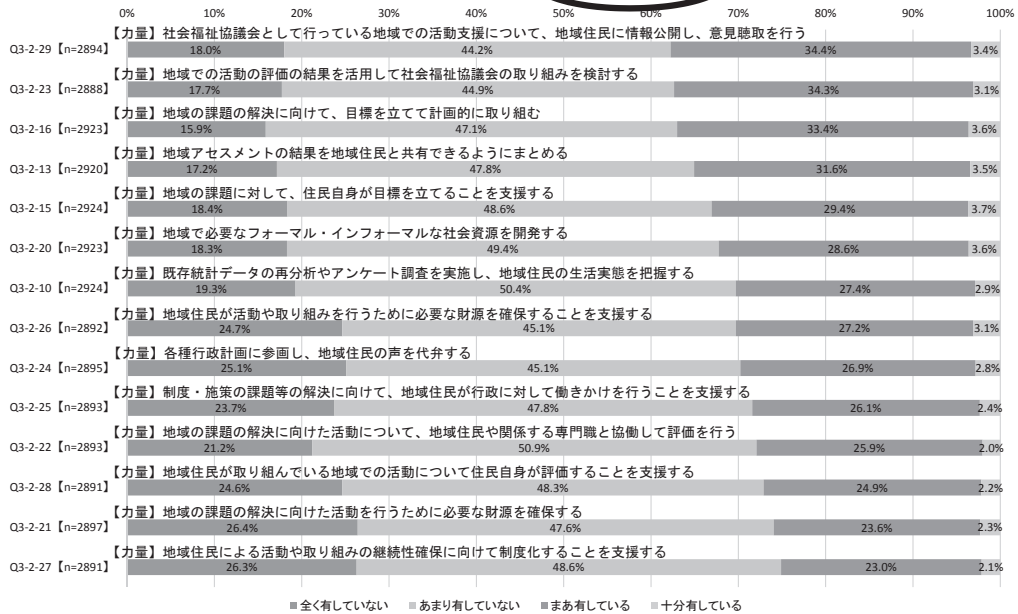 0% 10% 20% 30% 40% 50% 60% 70% 80% 90% 100%
【力量】社会福祉協議会として行っている地域での活動支援について、地域住民に情報公開し、意見聴取を行う
Q3-2-29【n=2894】 18.0% 44.2% 34.4% 3.4%
【力量】地域での活動の評価の結果を活用して社会福祉協議会の取り組みを検討する
Q3-2-23【n=2888】 17.7% 44.9% 34.3% 3.1%
【力量】地域の課題の解決に向けて、目標を立てて計画的に取り組む
Q3-2-16【n=2923】 15.9% 47.1% 33.4% 3.6%
【力量】地域アセスメントの結果を地域住民と共有できるようにまとめる
Q3-2-13【n=2920】 17.2% 47.8% 31.6% 3.5%
【力量】地域の課題に対して、住民自身が目標を立てることを支援する
Q3-2-15【n=2924】 18.4% 48.6% 29.4% 3.7%
【力量】地域で必要なフォーマル・インフォーマルな社会資源を開発する
Q3-2-20【n=2923】 18.3% 49.4% 28.6% 3.6%
【力量】既存統計データの再分析やアンケート調査を実施し、地域住民の生活実態を把握する
Q3-2-10【n=2924】 19.3% 50.4% 27.4% 2.9%
【力量】地域住民が活動や取り組みを行うために必要な財源を確保することを支援する
Q3-2-26【n=2892】 24.7% 45.1% 27.2% 3.1%
【力量】各種行政計画に参画し、地域住民の声を代弁する
Q3-2-24【n=2895】 25.1% 45.1% 26.9% 2.8%
【力量】制度・施策の課題等の解決に向けて、地域住民が行政に対して働きかけを行うことを支援する
Q3-2-25【n=2893】 23.7% 47.8% 26.1% 2.4%
【力量】地域の課題の解決に向けた活動について、地域住民や関係する専門職と協働して評価を行う
Q3-2-22【n=2893】 21.2% 50.9% 25.9% 2.0%
【力量】地域住民が取り組んでいる地域での活動について住民自身が評価することを支援する
Q3-2-28【n=2891】 24.6% 48.3% 24.9% 2.2%
【力量】地域の課題の解決に向けた活動を行うために必要な財源を確保する
Q3-2-21【n=2897】 26.4% 47.6% 23.6% 2.3%
【力量】地域住民による活動や取り組みの継続性確保に向けて制度化することを支援する
Q3-2-27【n=2891】 26.3% 48.6% 23.0% 2.1%
■全く有していない ■あまり有していない ■まあ有している ■十分有している